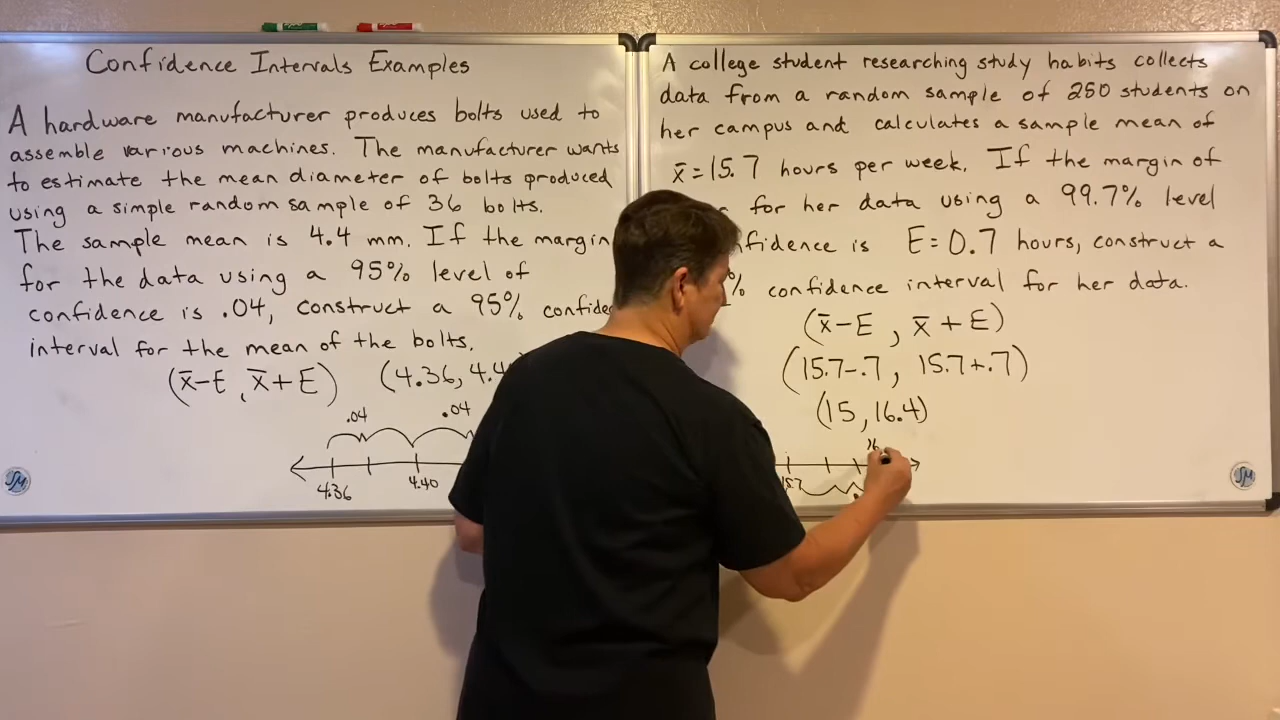 Confidence Intervals Examples
A hardware manufacturer produces bolts used to
assemble various machines. The manufacturer wants
to estimate the mean diameter of bolts produced
using a simple random sample of 36 bolts.
The sample mean is 4.4 mm. If the margin
for the data using a 95% level of
confidence is .04, construct a 95%
interval for the mean of the bolts.
(x̄-E, x̄+E) (4.36,
.04 .04
4.36 4.40
A college student researching study habits collects
data from a random sample of 250 students on
her campus and calculates a sample mean of
x̄=15.7 hours per week. If the margin of
for her data using a 99.7% level
is E=0.7 hours, construct a
% confidence interval for her data.
(x̄-E, x̄+E)
(15.7-.7, 15.7+.7)
(15, 16.4)
15.7
SM
SM